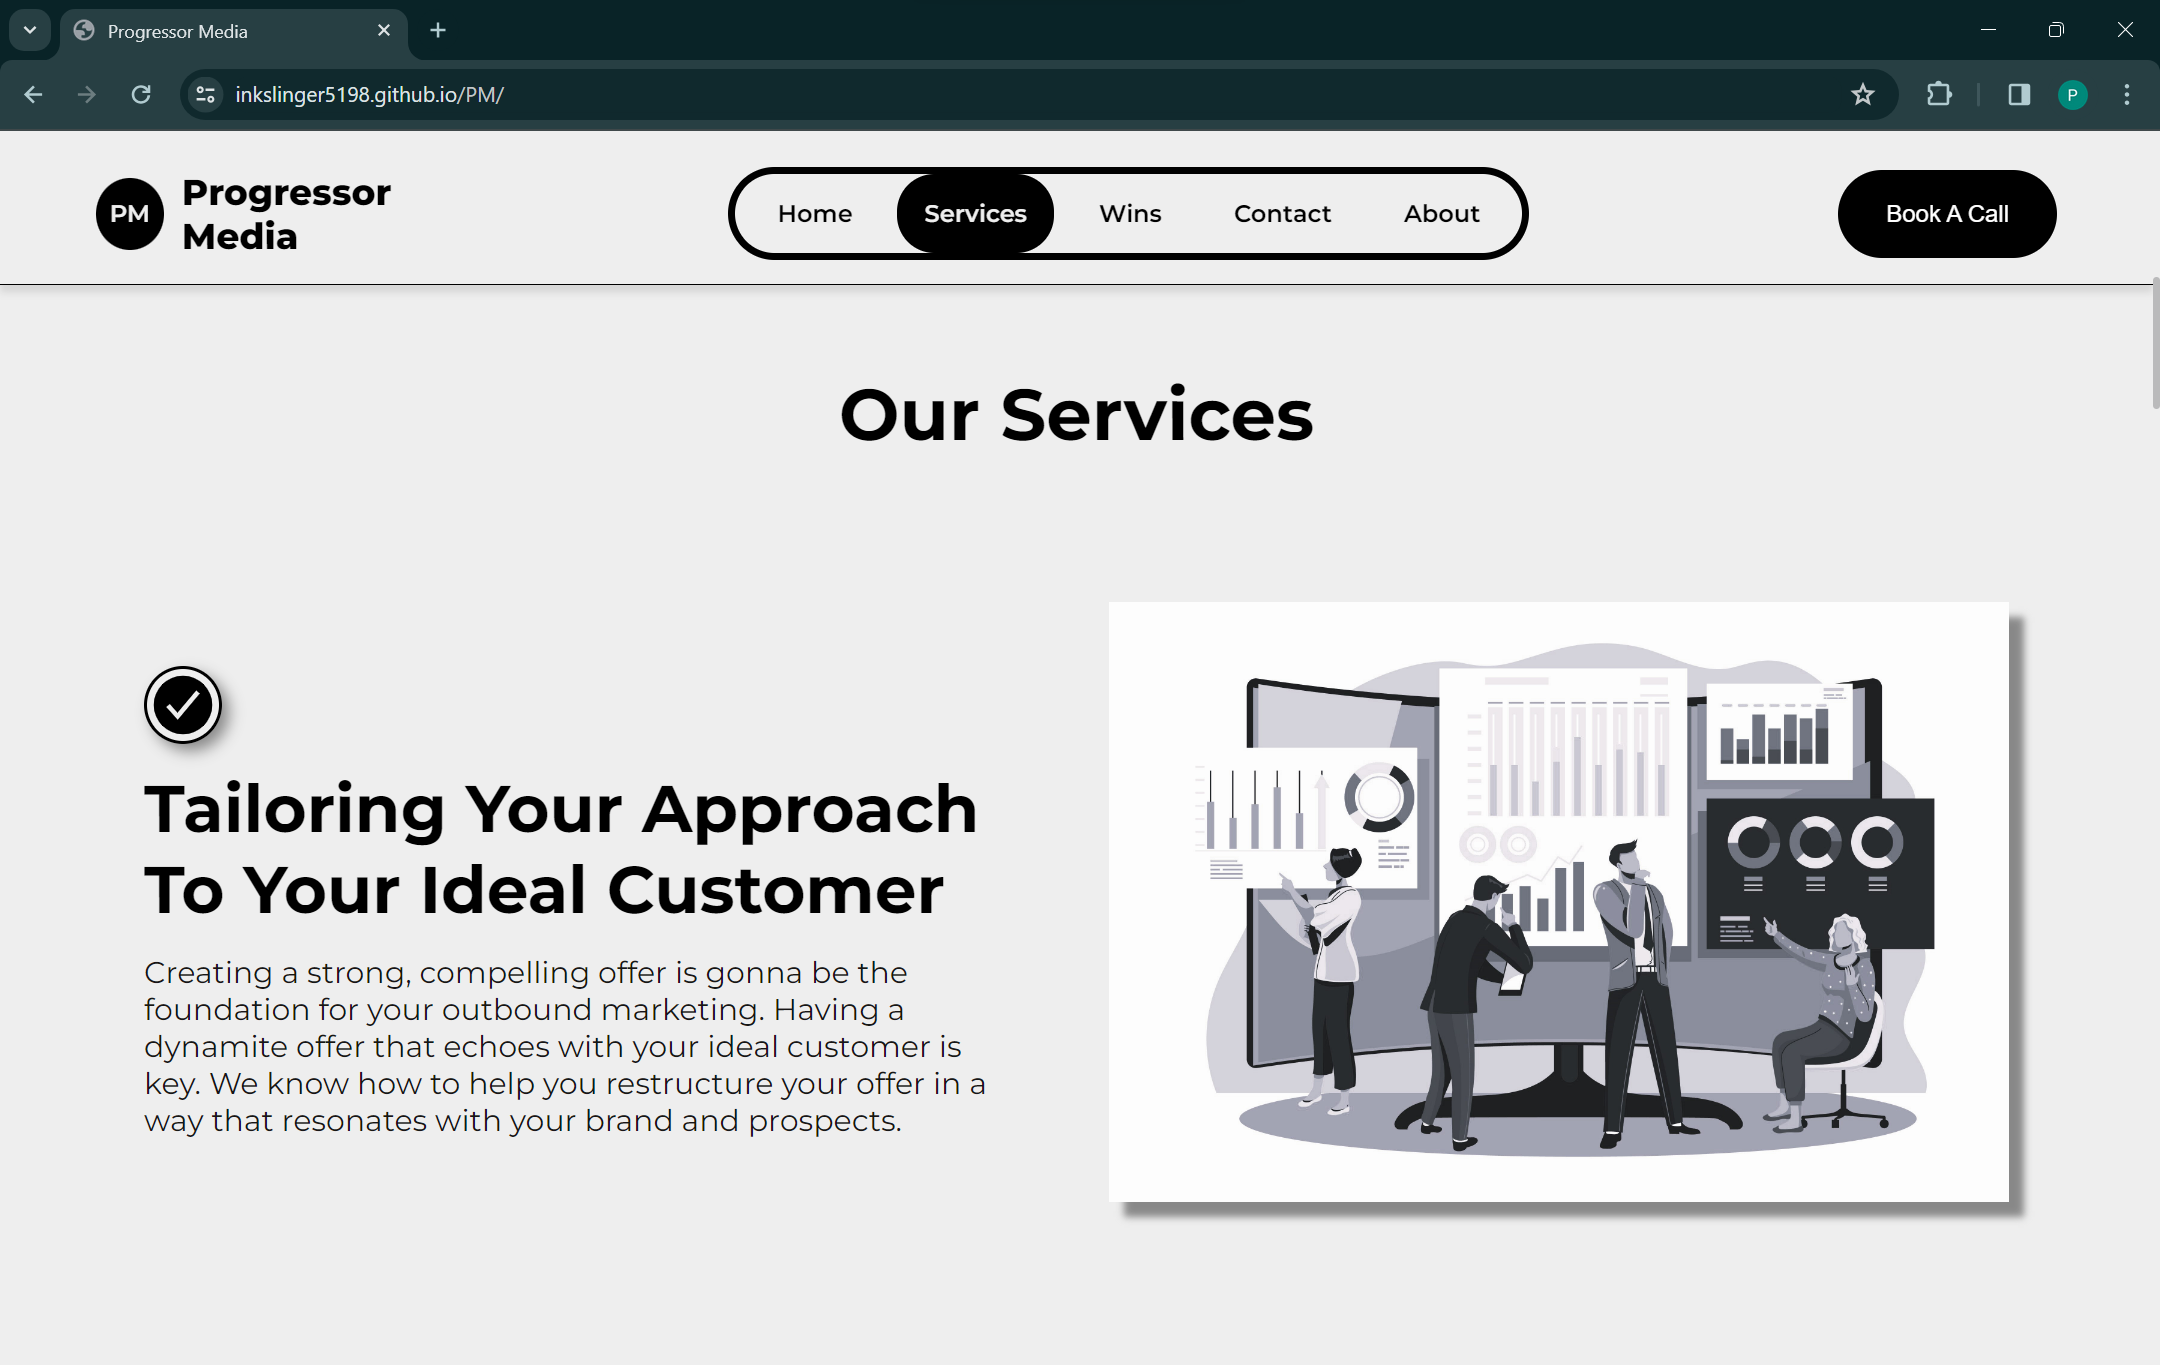 Progressor Media
inkslinger5198.github.io/PM/
P
PM
Progressor
Media
Home
Services
Wins
Contact
About
Book A Call
Our Services
Tailoring Your Approach
To Your Ideal Customer
Creating a strong, compelling offer is gonna be the
foundation for your outbound marketing. Having a
dynamite offer that echoes with your ideal customer is
key. We know how to help you restructure your offer in a
way that resonates with your brand and prospects.